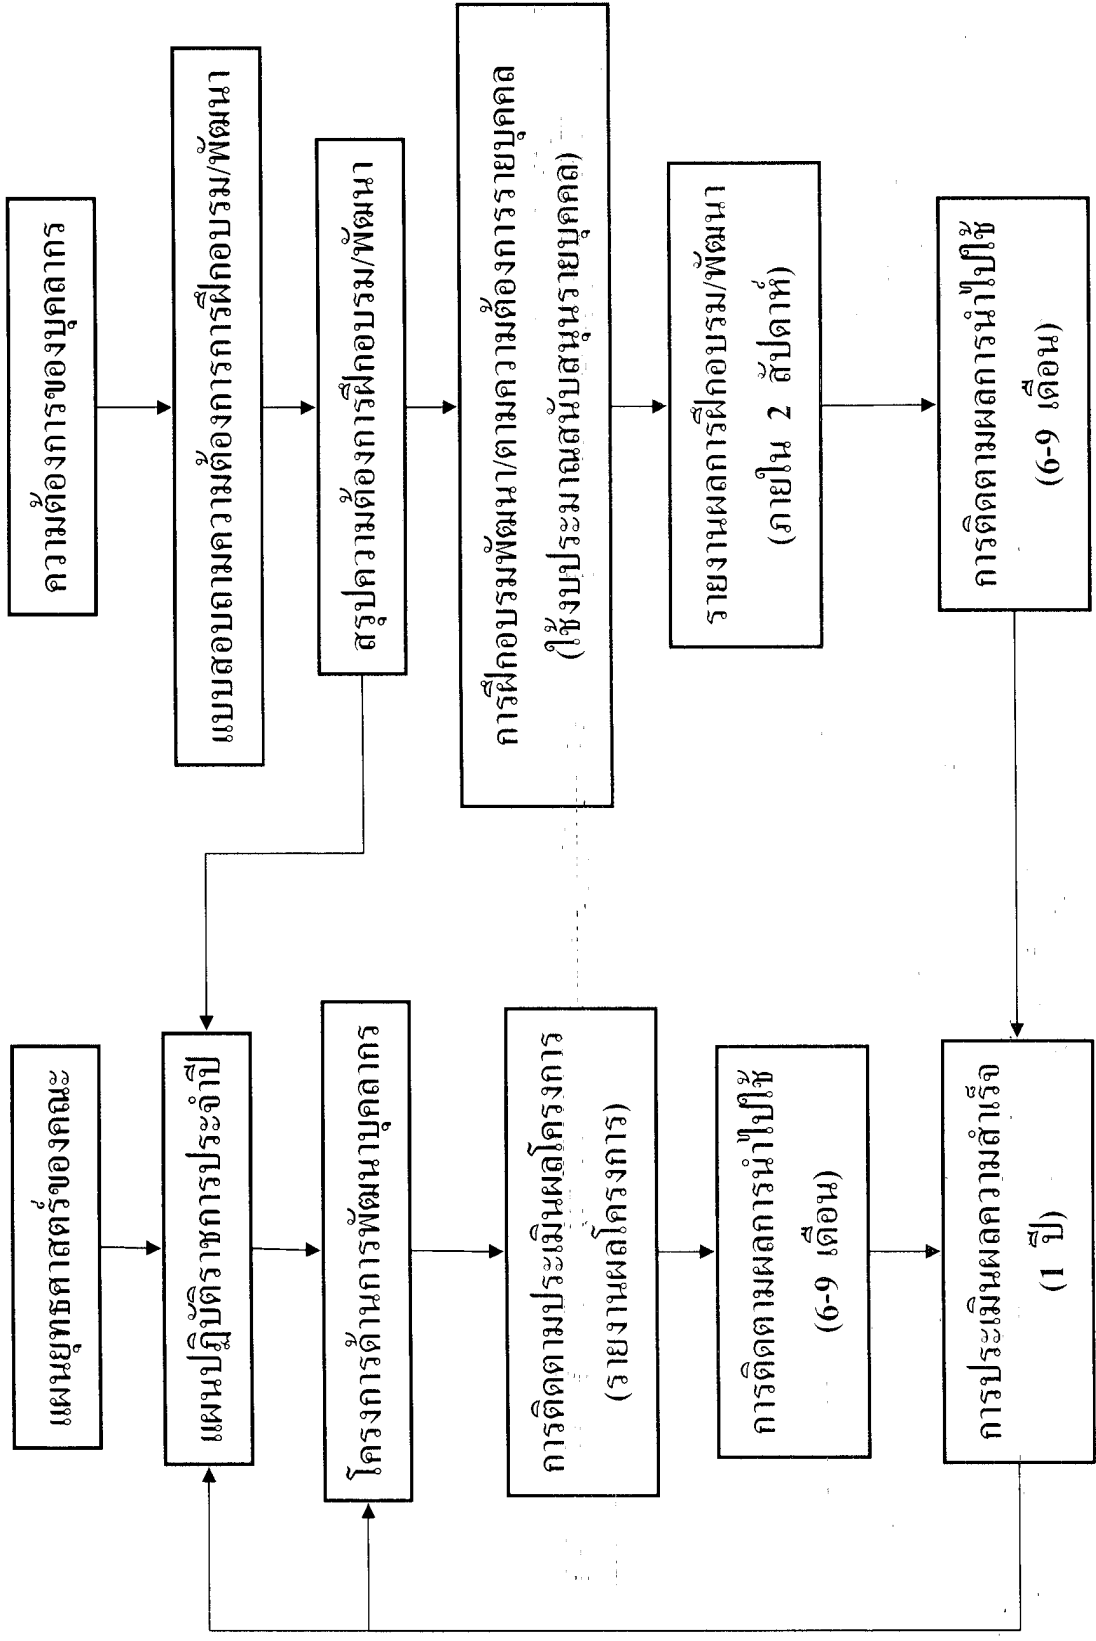 แผนยุทธศาสตร์ของคณะ
แผนปฏิบัติราชการประจำปี
โครงการด้านการพัฒนาบุคลากร
การติดตามประเมินผลโครงการ
(รายงานผลโครงการ)
การติดตามผลการนำไปใช้
(6-9 เดือน)
การประเมินผลความสำเร็จ
(1 ปี)
ความต้องการของบุคลากร
แบบสอบถามความต้องการการฝึกอบรม/พัฒนา
สรุปความต้องการฝึกอบรม/พัฒนา
การฝึกอบรมพัฒนา/ตามความต้องการรายบุคคล
(ใช้งบประมาณสนับสนุนรายบุคคล)
รายงานผลการฝึกอบรม/พัฒนา
(ภายใน 2 สัปดาห์)
การติดตามผลการนำไปใช้
(6-9 เดือน)